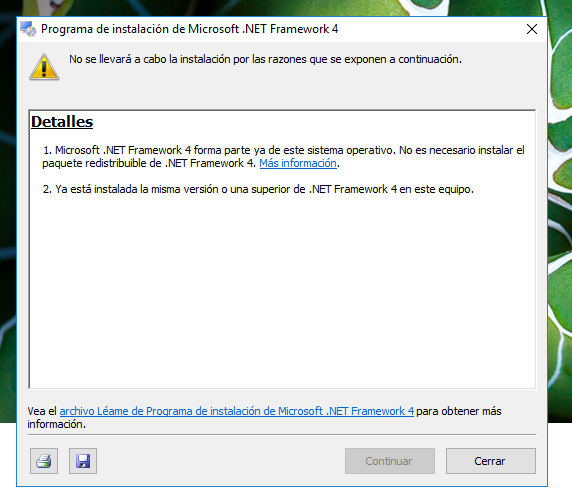 Programa de instalación de Microsoft .NET Framework 4
No se llevará a cabo la instalación por las razones que se exponen a continuación.
Detalles
1. Microsoft .NET Framework 4 forma parte ya de este sistema operativo. No es necesario instalar el
paquete redistribuible de .NET Framework 4. Más información.
2. Ya está instalada la misma versión o una superior de .NET Framework 4 en este equipo.
Vea el archivo Léame de Programa de instalación de Microsoft .NET Framework 4 para obtener más
información.
Continuar
Cerrar